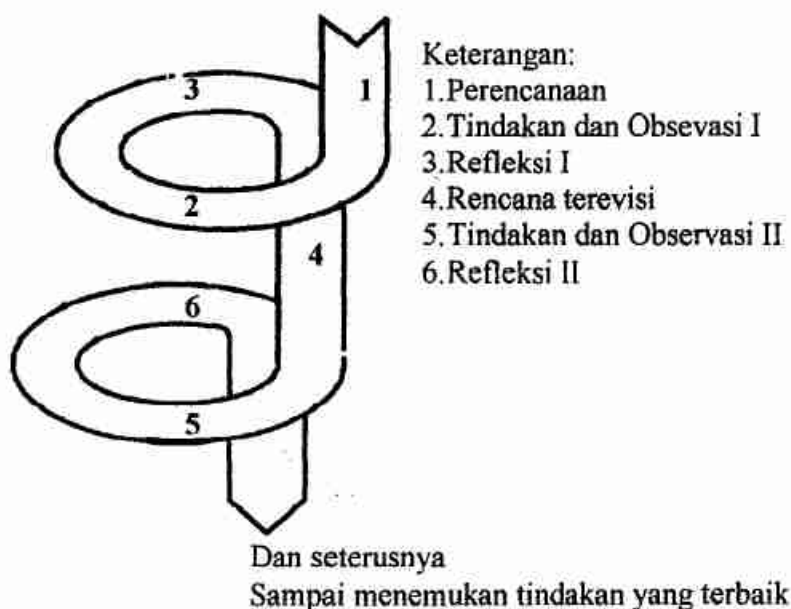 3
1
2
4
6
5
Keterangan:
1.Perencanaan
2.Tindakan dan Obsevasi I
3.Refleksi I
4.Rencana terevisi
5.Tindakan dan Observasi II
6.Refleksi II
Dan seterusnya
Sampai menemukan tindakan yang terbaik